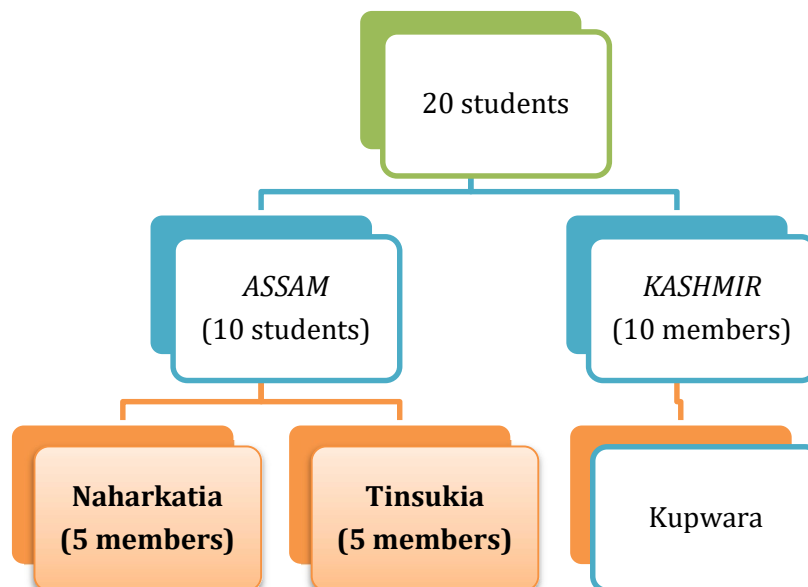 20 students
ASSAM
(10 students)
KASHMIR
(10 members)
Naharkatia
(5 members)
Tinsukia
(5 members)
Kupwara